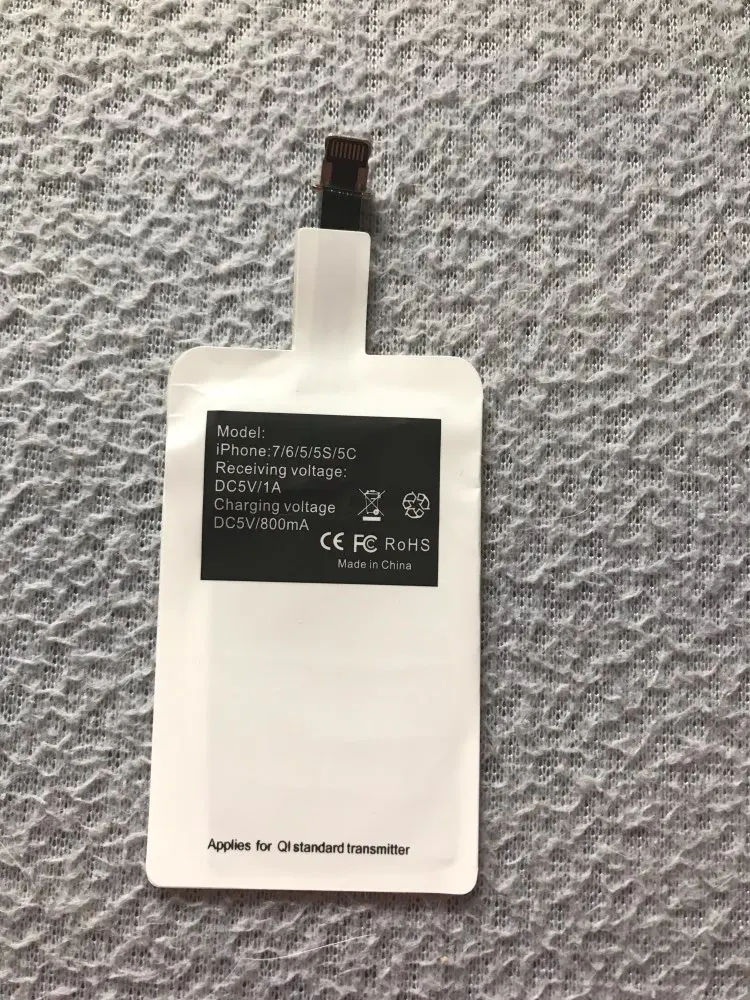 Model:
iPhone:7/6/5/5S/5C
Receiving voltage:
DC5V/1A
Charging voltage
DC5V/800mA
CE FC RoHS
Made in China
Applies for QI standard transmitter